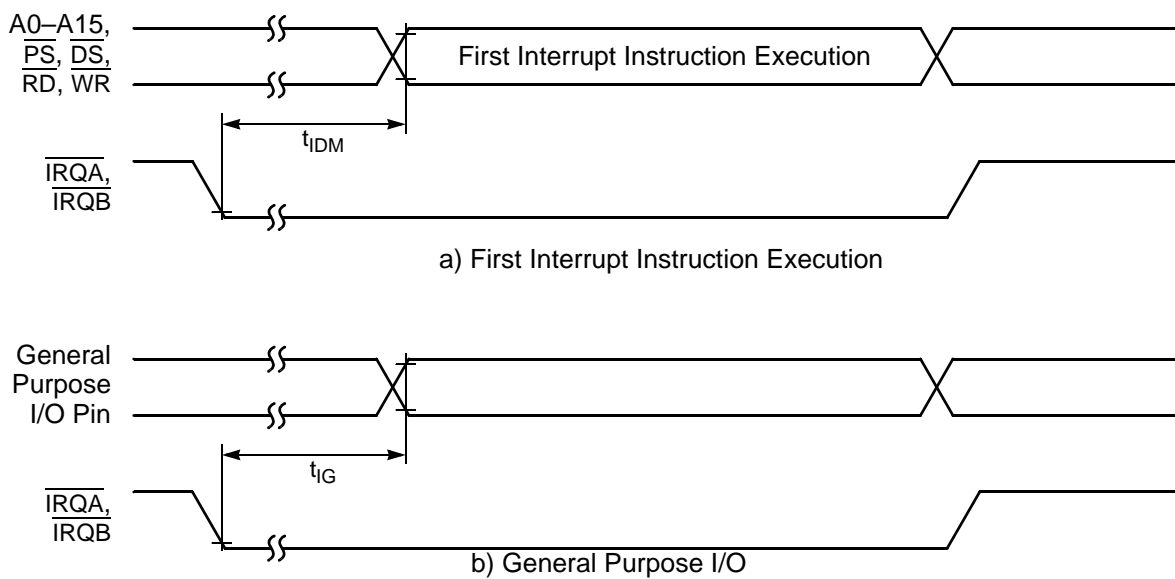 A0–A15,
PS, DS,
RD, WR
First Interrupt Instruction Execution
tIDM
IRQA,
IRQB
a) First Interrupt Instruction Execution
General
Purpose
I/O Pin
tIG
IRQA,
IRQB
b) General Purpose I/O